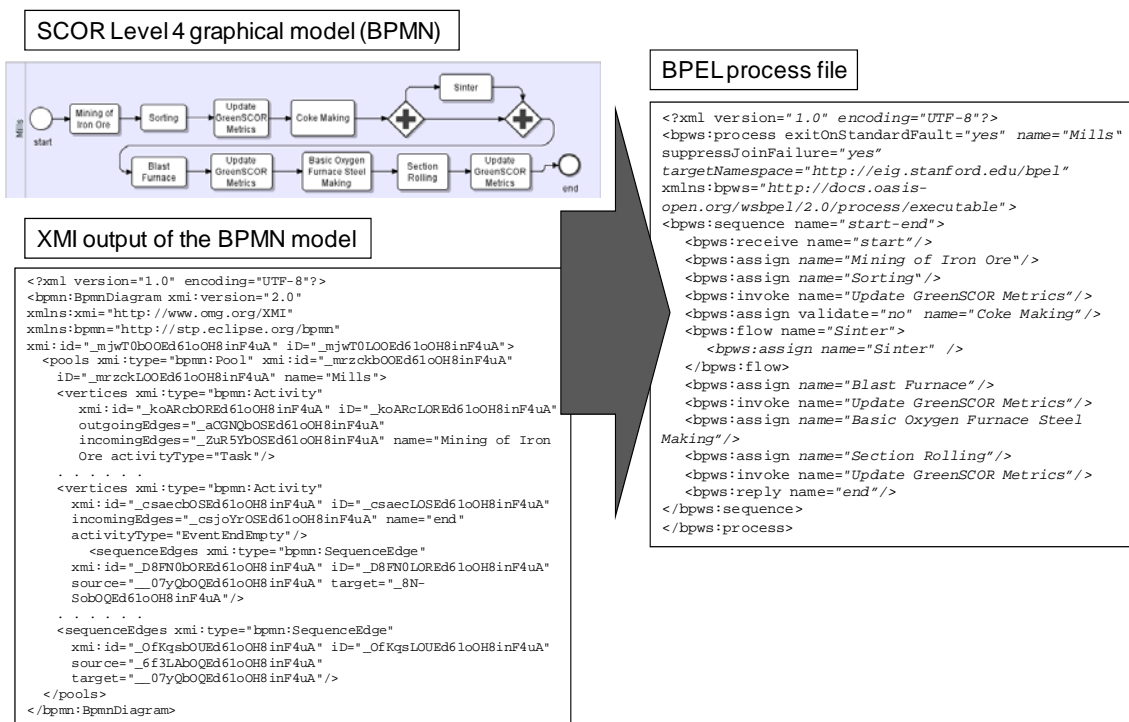 SCOR Level 4 graphical model (BPMN)
Mills
start
Mining of
Iron Ore
Sorting
Update
GreenSCOR
Metrics
Coke Making
Sinter
Blast
Furnace
Update
GreenSCOR
Metrics
Basic Oxygen
Furnace Steel
Making
Section
Rolling
Update
GreenSCOR
Metrics
end
XMI output of the BPMN model
<?xml version="1.0" encoding="UTF-8"?>
<bpmn:BpmnDiagram xmi:version="2.0"
xmlns:xmi="http://www.omg.org/XMI"
xmlns:bpmn="http://stp.eclipse.org/bpmn"
xmi:id="_mjwT0bOOEd61oOH8inF4uA" iD="_mjwT0LOOEd61oOH8inF4uA">
<pools xmi:type="bpmn:Pool" xmi:id="_mrzckbOOEd61oOH8inF4uA"
iD="_mrzckLOOEd61oOH8inF4uA" name="Mills">
<vertices xmi:type="bpmn:Activity"
xmi:id="_koARcbOREd61oOH8inF4uA" iD="_koARcLOREd61oOH8inF4uA"
outgoingEdges="_aCGNQbOSEd61oOH8inF4uA"
incomingEdges="_ZuR5YbOSEd61oOH8inF4uA" name="Mining of Iron
Ore activityType="Task"/>
. . . . . .
<vertices xmi:type="bpmn:Activity"
xmi:id="_csaecbOSEd61oOH8inF4uA" iD="_csaecLOSEd61oOH8inF4uA"
incomingEdges="_csjoYrOSEd61oOH8inF4uA" name="end"
activityType="EventEndEmpty"/>
<sequenceEdges xmi:type="bpmn:SequenceEdge"
xmi:id="_D8FN0bOREd61oOH8inF4uA" iD="_D8FN0LOREd61oOH8inF4uA"
source="__07yQbOQEd61oOH8inF4uA" target="_8N-
SobOQEd61oOH8inF4uA"/>
. . . . . .
<sequenceEdges xmi:type="bpmn:SequenceEdge"
xmi:id="_OfKqsbOUEd61oOH8inF4uA" iD="_OfKqsLOUEd61oOH8inF4uA"
source="_6f3LAbOQEd61oOH8inF4uA"
target="__07yQbOQEd61oOH8inF4uA"/>
</pools>
</bpmn:BpmnDiagram>
BPEL process file
<?xml version="1.0" encoding="UTF-8"?>
<bpws:process exitOnStandardFault="yes" name="Mills"
suppressJoinFailure="yes"
targetNamespace="http://eig.stanford.edu/bpel"
xmlns:bpws="http://docs.oasis-
open.org/wsbpel/2.0/process/executable">
<bpws:sequence name="start-end">
<bpws:receive name="start"/>
<bpws:assign name="Mining of Iron Ore"/>
<bpws:assign name="Sorting"/>
<bpws:invoke name="Update GreenSCOR Metrics"/>
<bpws:assign validate="no" name="Coke Making"/>
<bpws:flow name="Sinter">
<bpws:assign name="Sinter" />
</bpws:flow>
<bpws:assign name="Blast Furnace"/>
<bpws:invoke name="Update GreenSCOR Metrics"/>
<bpws:assign name="Basic Oxygen Furnace Steel
Making"/>
<bpws:assign name="Section Rolling"/>
<bpws:invoke name="Update GreenSCOR Metrics"/>
<bpws:reply name="end"/>
</bpws:sequence>
</bpws:process>